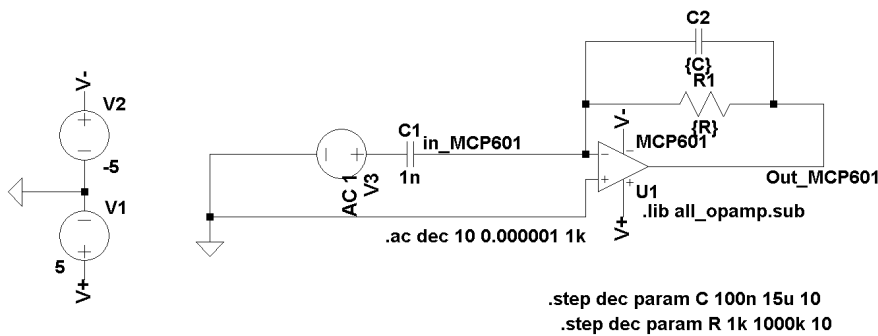 V-
V2
-5
V1
5
V+
C2
{C}
R1
{R}
C1
1n
in_MCP601
V-
MCP601
U1
V+
Out_MCP601
.lib all_opamp.sub
AC 1
V3
.ac dec 10 0.000001 1k
.step dec param C 100n 15u 10
.step dec param R 1k 1000k 10